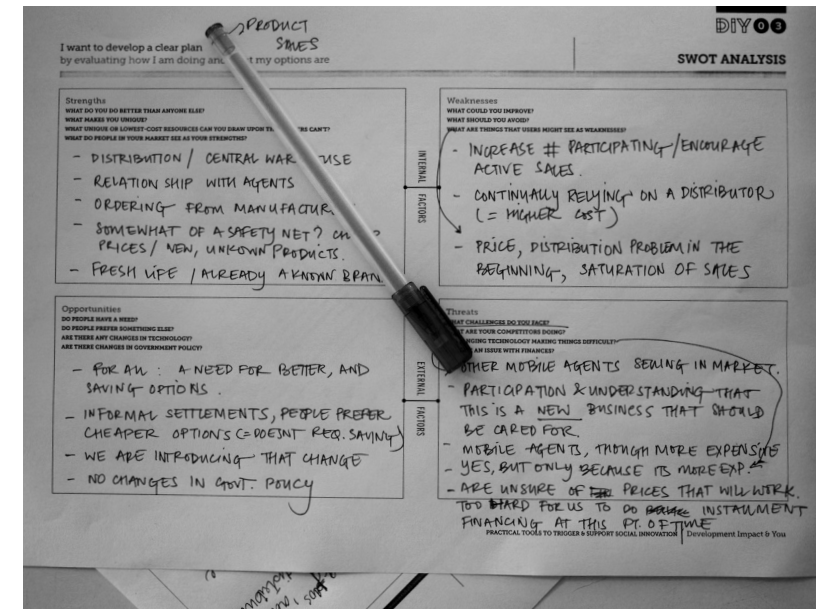 PRODUCT
SALES
DIY 03
I want to develop a clear plan
by evaluating how I am doing and my options are
SWOT ANALYSIS
Strengths
WHAT DO YOU DO BETTER THAN ANYONE ELSE?
WHAT MAKES YOU UNIQUE?
WHAT UNIQUE OR LOWEST-COST RESOURCES CAN YOU DRAW UPON CAN'T?
WHAT DO PEOPLE IN YOUR MARKET SEE AS YOUR STRENGTHS?
- DISTRIBUTION / CENTRAL WAR USE
- RELATION SHIP WITH AGENTS
- ORDERING FROM MANUFACTUR
- SOMEWHAT OF A SAFETY NET?
PRICES / NEW, UNKOWN PRODUCTS.
- FRESH LIFE / ALREADY A KNOWN BRAN
INTERNAL FACTORS
Weaknesses
WHAT COULD YOU IMPROVE?
WHAT SHOULD YOU AVOID?
WHAT ARE THINGS THAT USERS MIGHT SEE AS WEAKNESSES?
- INCREASE # PARTICIPATING / ENCOURAGE
ACTIVE SALES.
- CONTINUALLY RELYING ON A DISTRIBUTOR
(= HIGHER COST)
- PRICE, DISTRIBUTION PROBLEM IN THE
BEGINNING, SATURATION OF SALES
Opportunities
DO PEOPLE HAVE A NEED?
DO PEOPLE PREFER SOMETHING ELSE?
ARE THERE ANY CHANGES IN TECHNOLOGY?
ARE THERE CHANGES IN GOVERNMENT POLICY?
- FOR ALL : A NEED FOR BETTER, AND
SAVING OPTIONS.
- INFORMAL SETTLEMENTS, PEOPLE PREFER
CHEAPER OPTIONS (= DOESNT REQ. SAVING)
- WE ARE INTRODUCING THAT CHANGE
- NO CHANGES IN GOVT. POLICY
EXTERNAL FACTORS
Threats
WHAT CHALLENGES DO YOU FACE?
WHAT ARE YOUR COMPETITORS DOING?
CHANGING TECHNOLOGY MAKING THINGS DIFFICULT?
AN ISSUE WITH FINANCES?
- OTHER MOBILE AGENTS SELLING IN MARKET.
- PARTICIPATION & UNDERSTANDING THAT
THIS IS A NEW BUSINESS THAT SHOULD
BE CARED FOR.
- MOBILE AGENTS, THOUGH MORE EXPENSIVE
- YES, BUT ONLY BECAUSE ITS MORE EXP.
- ARE UNSURE OF PRICES THAT WILL WORK.
TOO HARD FOR US TO DO INSTALLMENT
FINANCING AT THIS PT. OF TIME
PRACTICAL TOOLS TO TRIGGER & SUPPORT SOCIAL INNOVATION | Development Impact & You